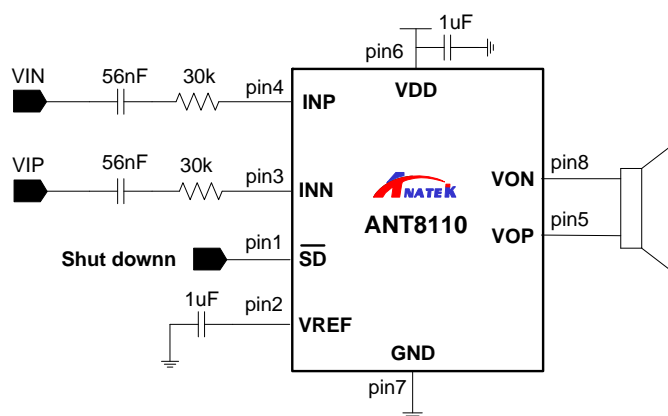 1uF
pin6
VIN
56nF
30k
pin4
VDD
INP
VIP
56nF
30k
pin3
INN
ANATEK
VON
pin8
ANT8110
VOP
pin5
Shut downn
pin1
SD
1uF
pin2
VREF
GND
pin7